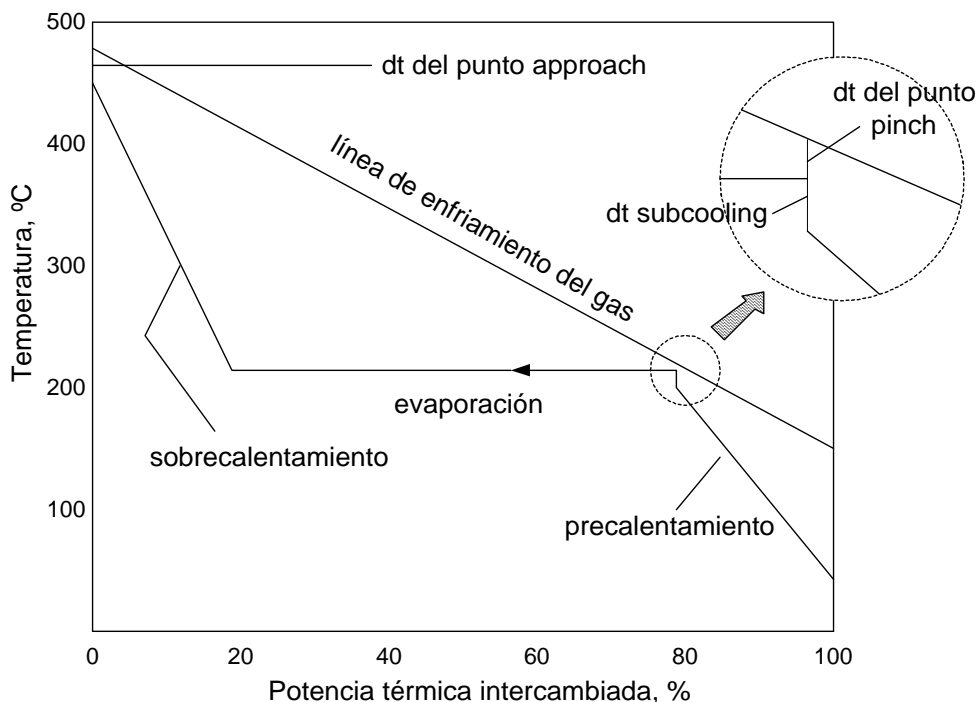 500
dt del punto approach
dt del punto
pinch
400
línea de enfriamiento del gas
dt subcooling
300
Temperatura, ºC
200
evaporación
sobrecalentamiento
100
precalentamiento
0
20
40
60
80
100
Potencia térmica intercambiada, %